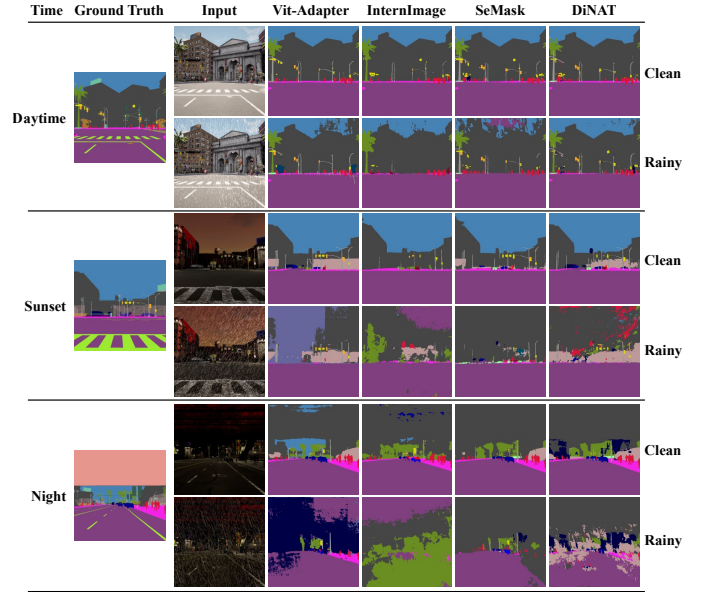 Time Ground Truth Input Vit-Adapter InternImage SeMask DiNAT
Clean
Daytime
Rainy
Clean
Sunset
Rainy
Clean
Night
Rainy